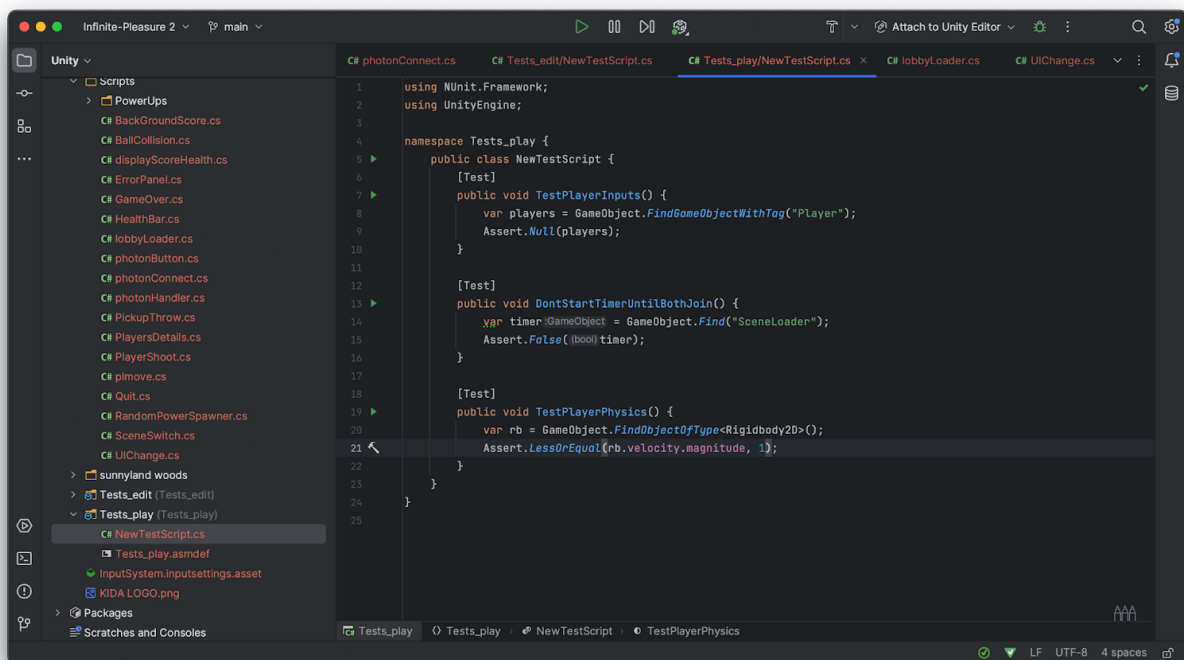 Infinite-Pleasure 2
main
Attach to Unity Editor
Unity
C# photonConnect.cs
C# Tests_edit/NewTestScript.cs
C# Tests_play/NewTestScript.cs
C# lobbyLoader.cs
C# UIChange.cs
Scripts
PowerUps
C# BackGroundScore.cs
C# BallCollision.cs
C# displayScoreHealth.cs
C# ErrorPanel.cs
C# GameOver.cs
C# HealthBar.cs
C# lobbyLoader.cs
C# photonButton.cs
C# photonConnect.cs
C# photonHandler.cs
C# PickupThrow.cs
C# PlayersDetails.cs
C# PlayerShoot.cs
C# plmove.cs
C# Quit.cs
C# RandomPowerSpawner.cs
C# SceneSwitch.cs
C# UIChange.cs
sunnyland woods
Tests_edit (Tests_edit)
Tests_play (Tests_play)
C# NewTestScript.cs
Tests_play.asmdef
InputSystem.inputsettings.asset
KIDA LOGO.png
Packages
Scratches and Consoles
1 using NUnit.Framework;
2 using UnityEngine;
3
4 namespace Tests_play {
5 public class NewTestScript {
6 [Test]
7 public void TestPlayerInputs() {
8 var players = GameObject.FindGameObjectWithTag("Player");
9 Assert.Null(players);
10 }
11
12 [Test]
13 public void DontStartTimerUntilBothJoin() {
14 var timer :GameObject = GameObject.Find("SceneLoader");
15 Assert.False( (bool) timer);
16 }
17
18 [Test]
19 public void TestPlayerPhysics() {
20 var rb = GameObject.FindObjectOfType<Rigidbody2D>();
21 Assert.LessOrEqual(rb.velocity.magnitude, 1);
22 }
23 }
24 }
25
Tests_play
Tests_play
NewTestScript
TestPlayerPhysics
LF UTF-8 4 spaces